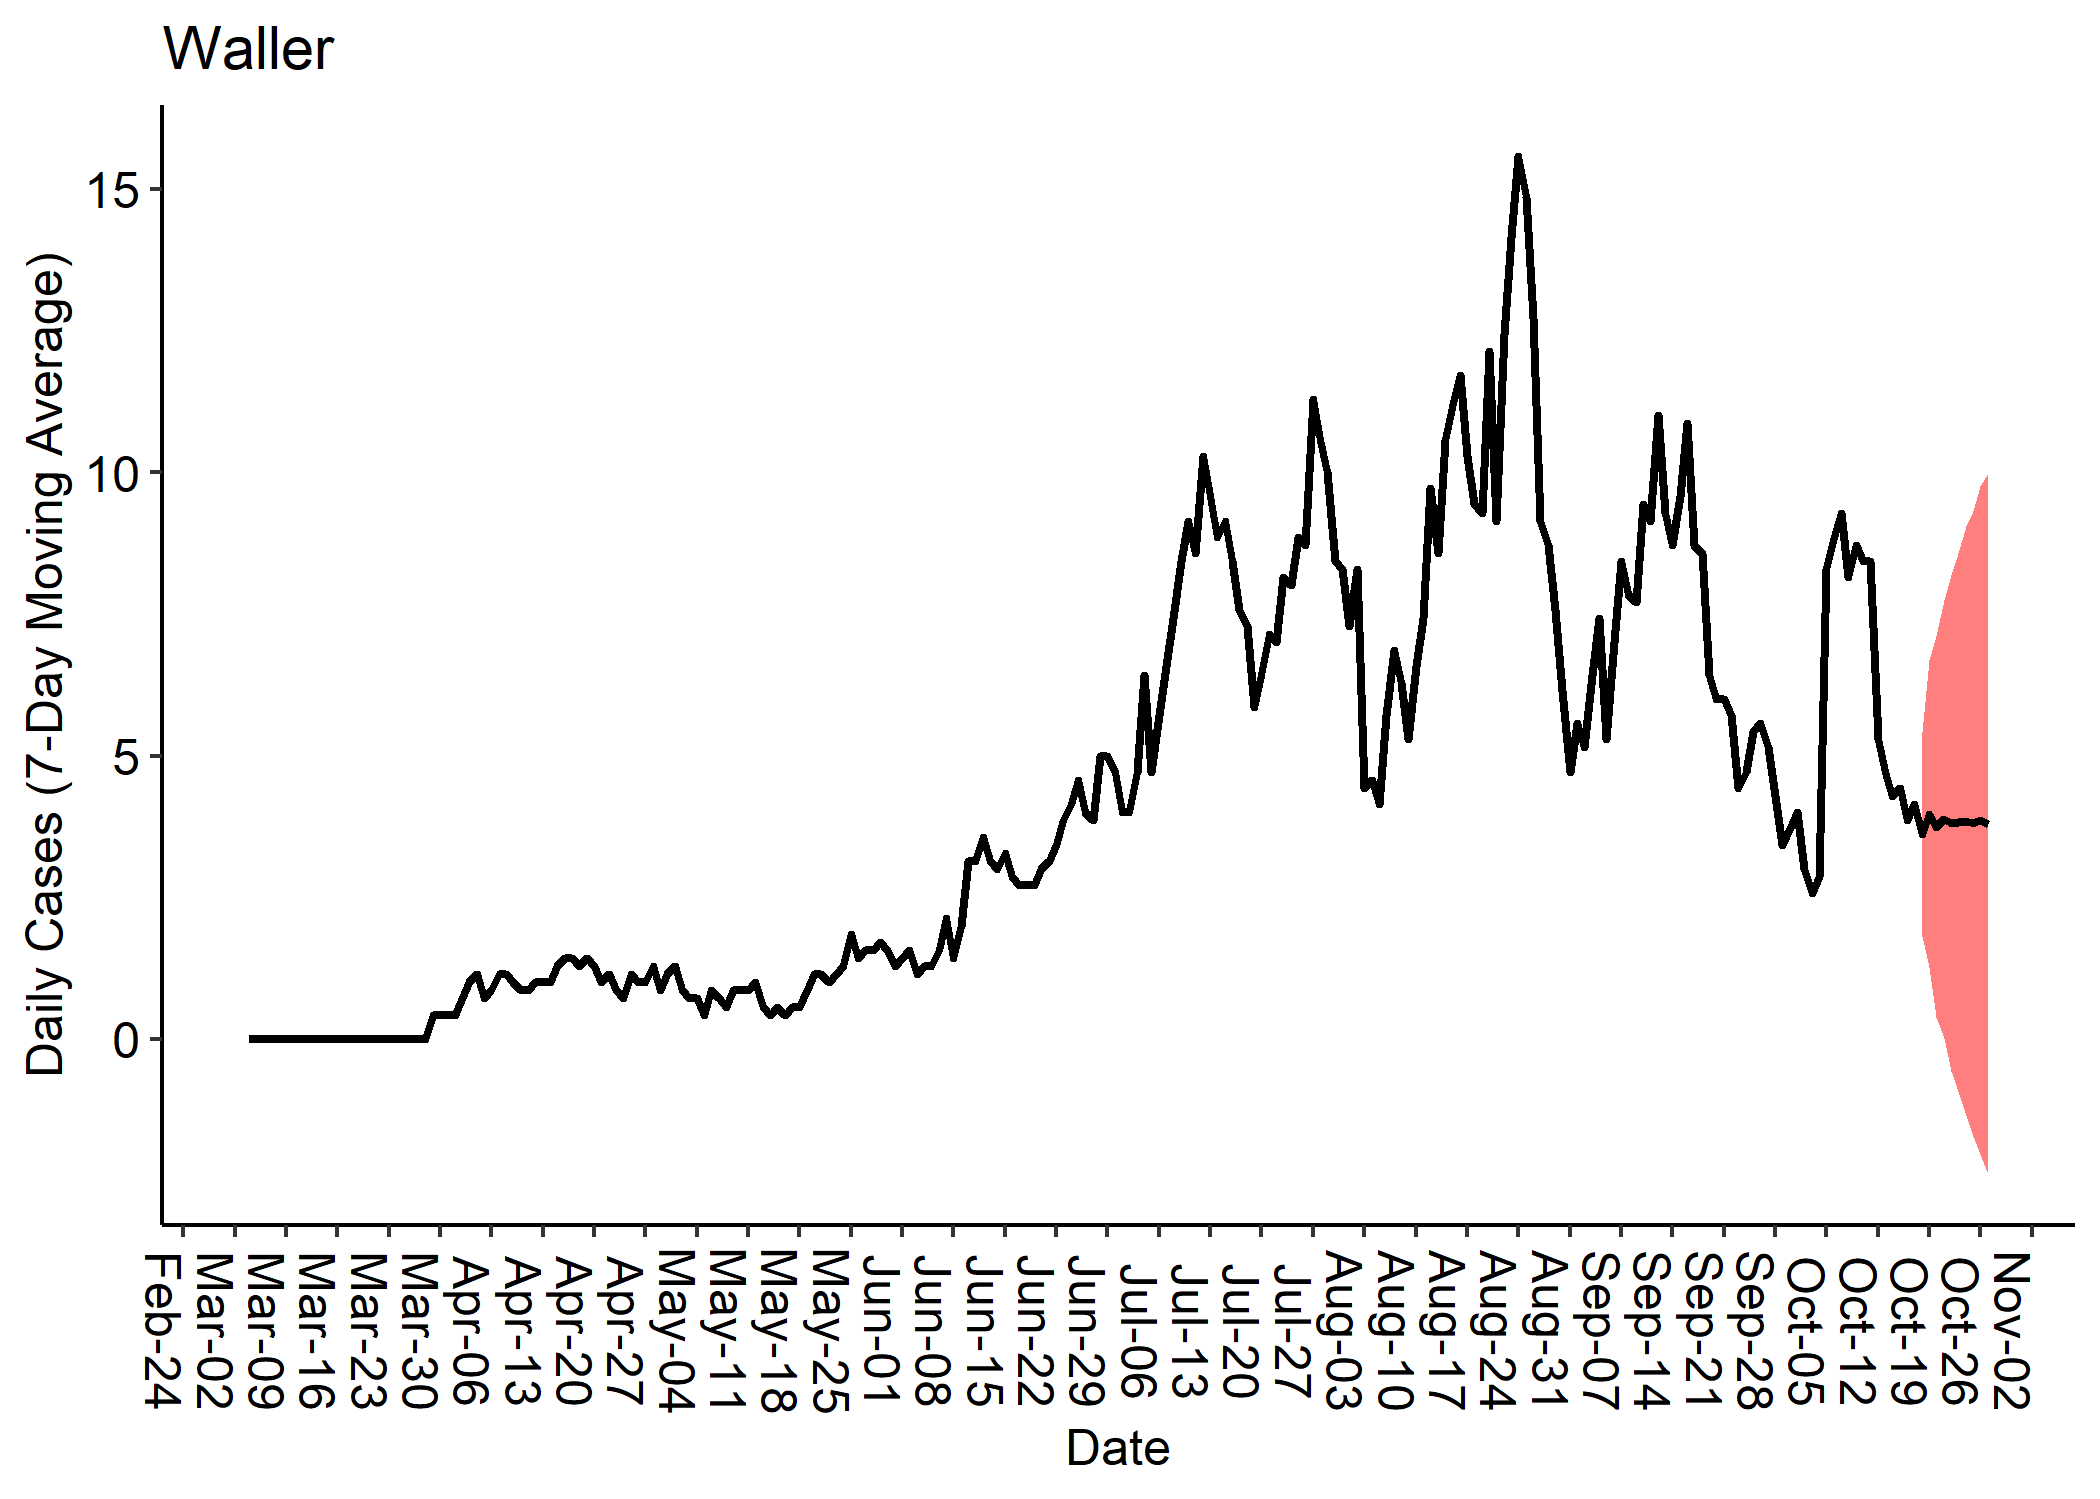 Waller
Daily Cases (7-Day Moving Average)
15
10
5
0
Feb-24
Mar-02
Mar-09
Mar-16
Mar-23
Mar-30
Apr-06
Apr-13
Apr-20
Apr-27
May-04
May-11
May-18
May-25
Jun-01
Jun-08
Jun-15
Jun-22
Jun-29
Jul-06
Jul-13
Jul-20
Jul-27
Aug-03
Aug-10
Aug-17
Aug-24
Aug-31
Sep-07
Sep-14
Sep-21
Sep-28
Oct-05
Oct-12
Oct-19
Oct-26
Nov-02
Date